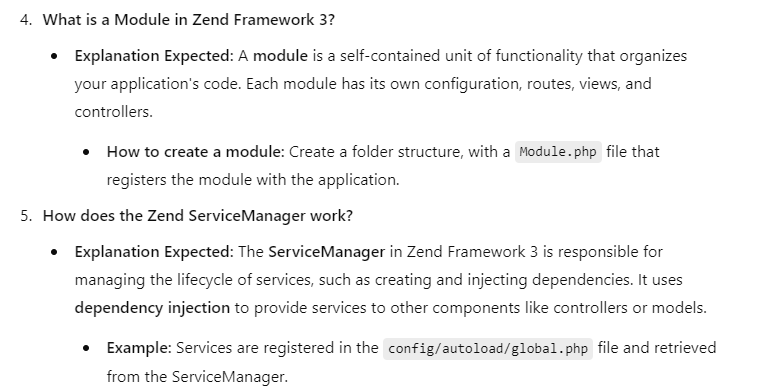 4. What is a Module in Zend Framework 3?
• Explanation Expected: A module is a self-contained unit of functionality that organizes
your application's code. Each module has its own configuration, routes, views, and
controllers.
• How to create a module: Create a folder structure, with a Module.php file that
registers the module with the application.
5. How does the Zend ServiceManager work?
• Explanation Expected: The ServiceManager in Zend Framework 3 is responsible for
managing the lifecycle of services, such as creating and injecting dependencies. It uses
dependency injection to provide services to other components like controllers or models.
• Example: Services are registered in the config/autoload/global.php file and retrieved
from the ServiceManager.